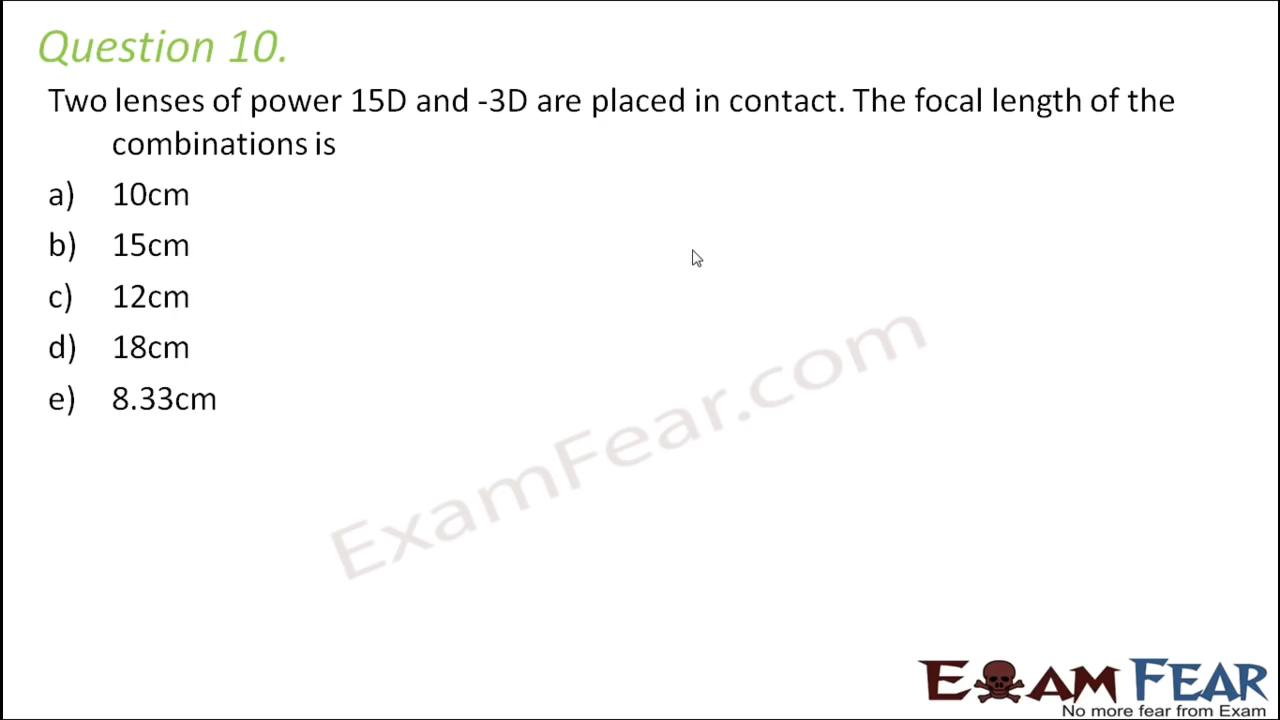 Question 10.
Two lenses of power 15D and -3D are placed in contact. The focal length of the
combinations is
a) 10cm
b) 15cm
c) 12cm
d) 18cm
e) 8.33cm
ExamFear.com
EXAM FEAR
No more fear from Exam